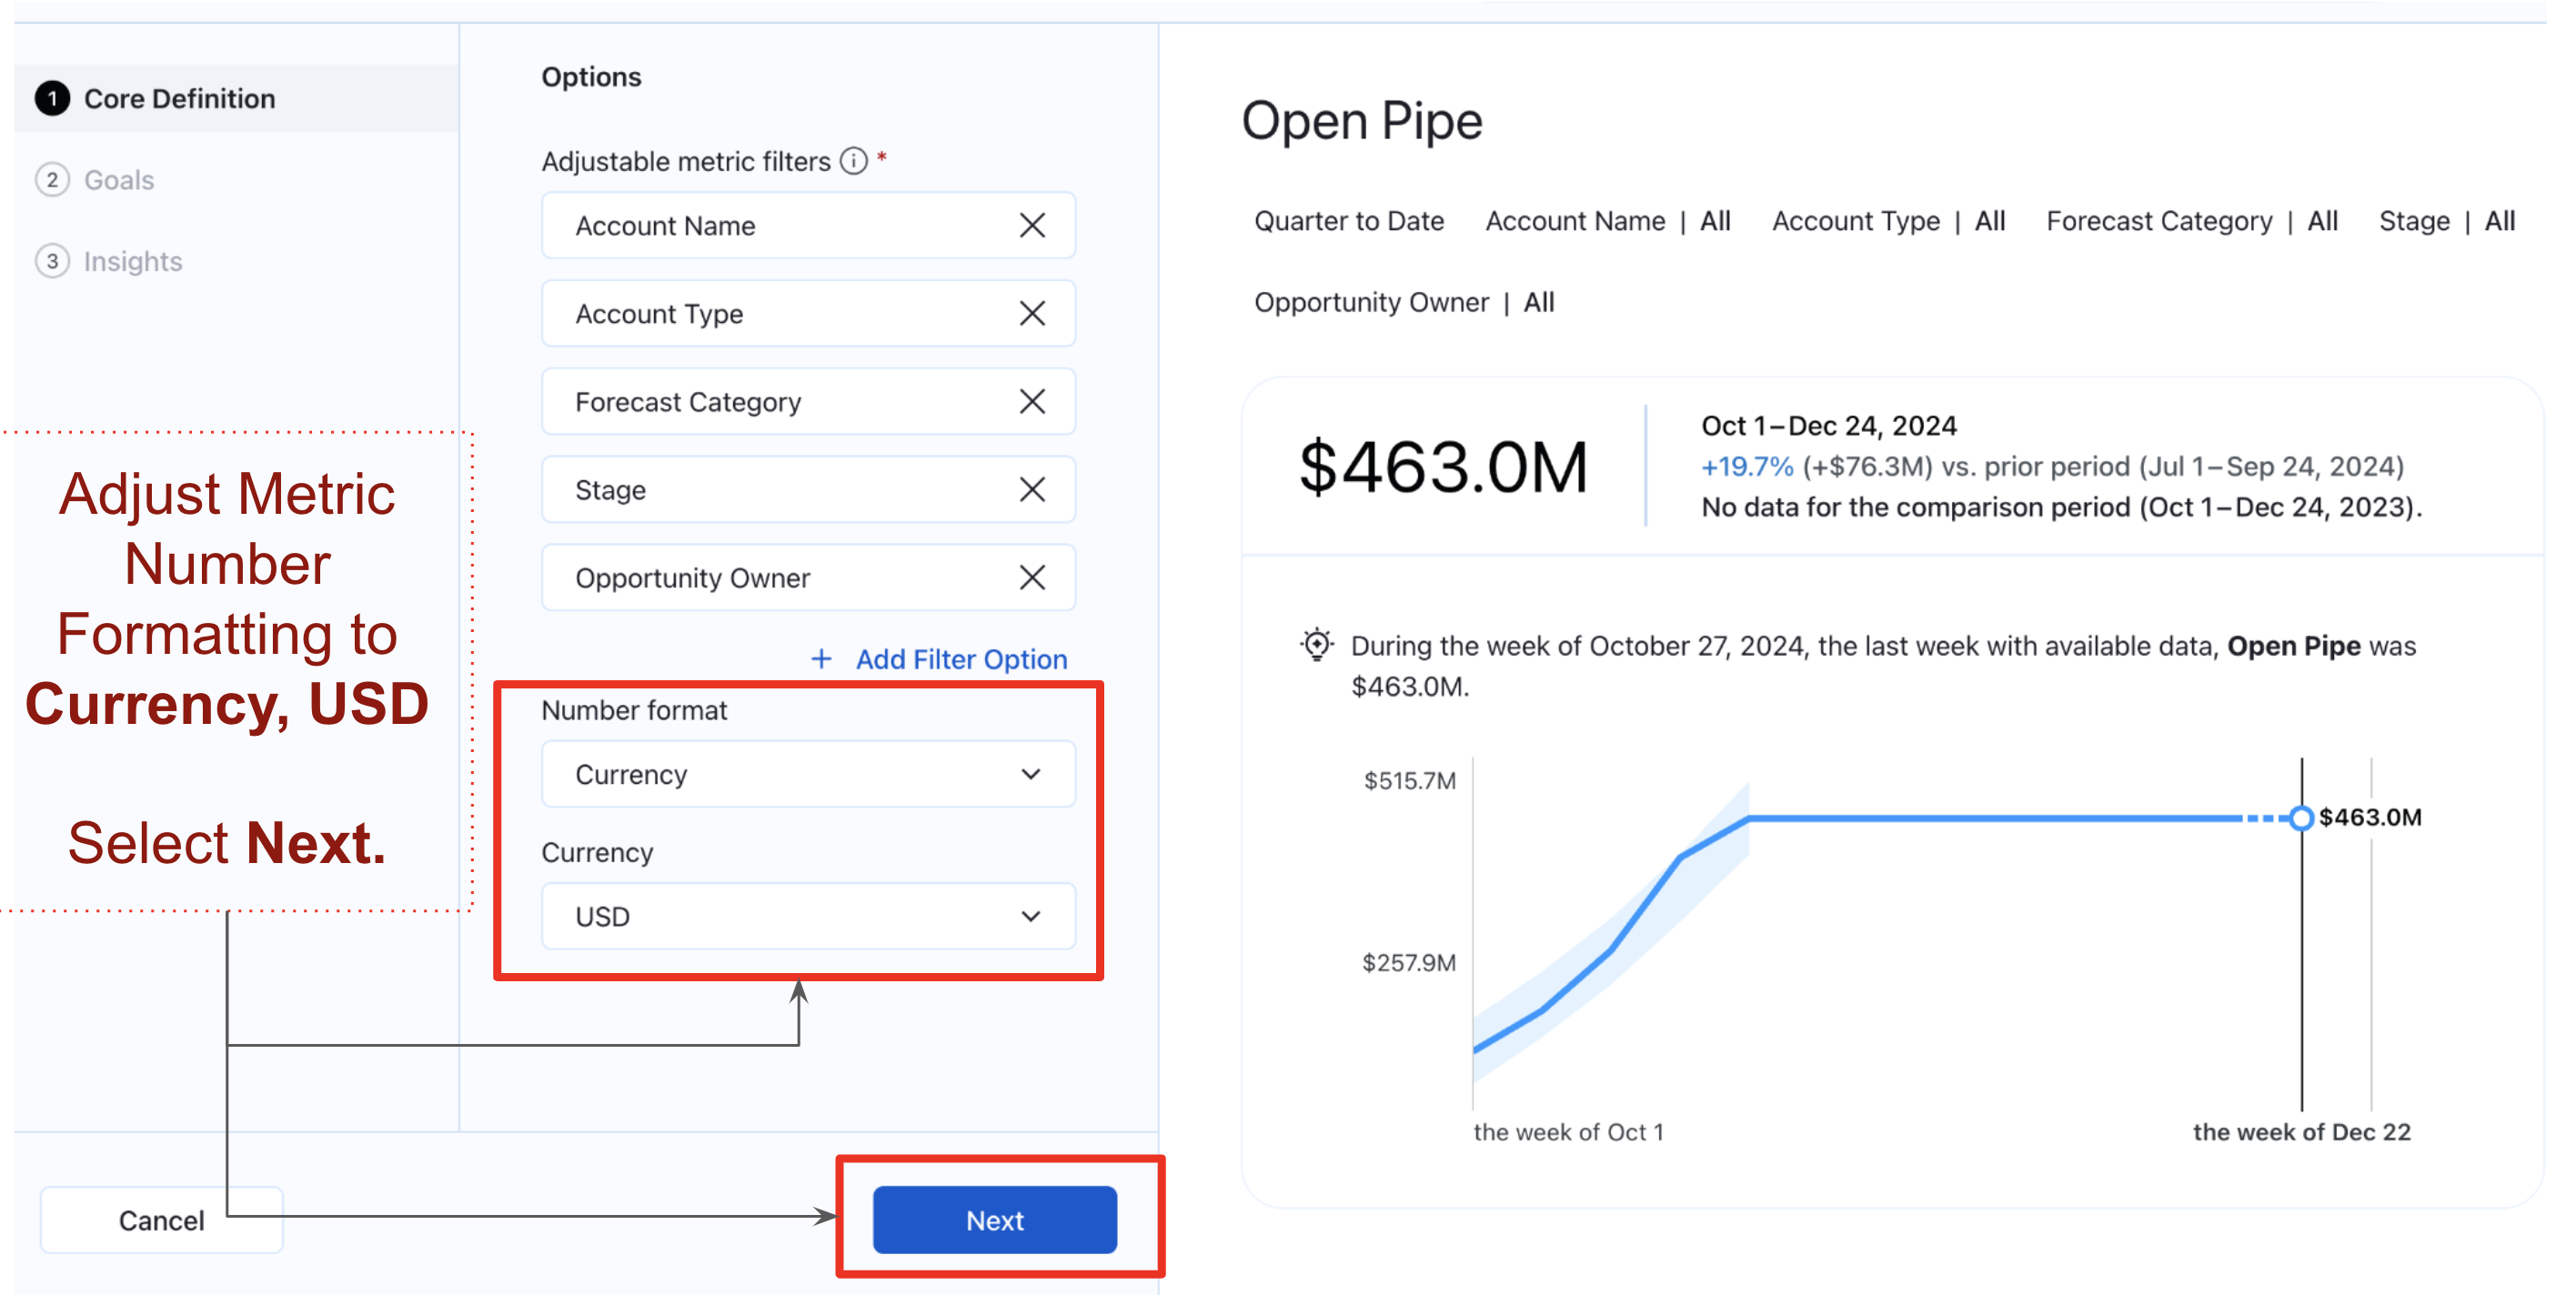 1 Core Definition
2 Goals
3 Insights
Adjust Metric
Number
Formatting to
Currency, USD
Select Next.
Options
Adjustable metric filters i *
Account Name
Account Type
Forecast Category
Stage
Opportunity Owner
+ Add Filter Option
Number format
Currency
Currency
USD
Cancel
Next
Open Pipe
Quarter to Date Account Name | All Account Type | All Forecast Category | All Stage | All
Opportunity Owner | All
$463.0M
Oct 1–Dec 24, 2024
+19.7% (+$76.3M) vs. prior period (Jul 1–Sep 24, 2024)
No data for the comparison period (Oct 1–Dec 24, 2023).
During the week of October 27, 2024, the last week with available data, Open Pipe was
$463.0M.
$515.7M
$463.0M
$257.9M
the week of Oct 1
the week of Dec 22